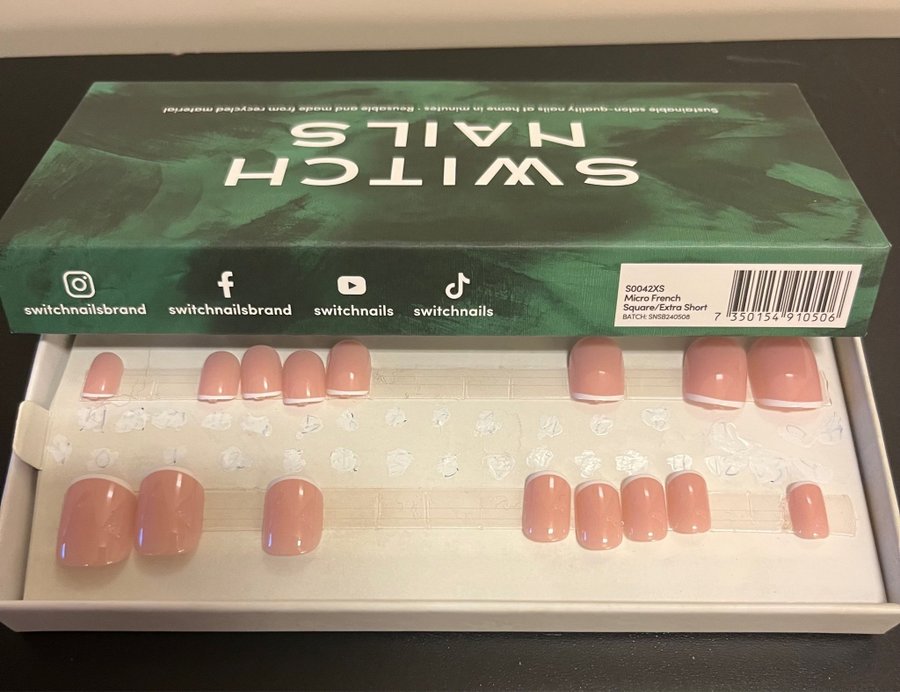 Sustainable salon-quality nails at home in minutes · Reusable and made from recycled material
SWITCH
NAILS
switchnailsbrand
switchnailsbrand
switchnails
switchnails
S0042XS
Micro French
Square/Extra Short
BATCH: SNSB240508
7 350154 910506